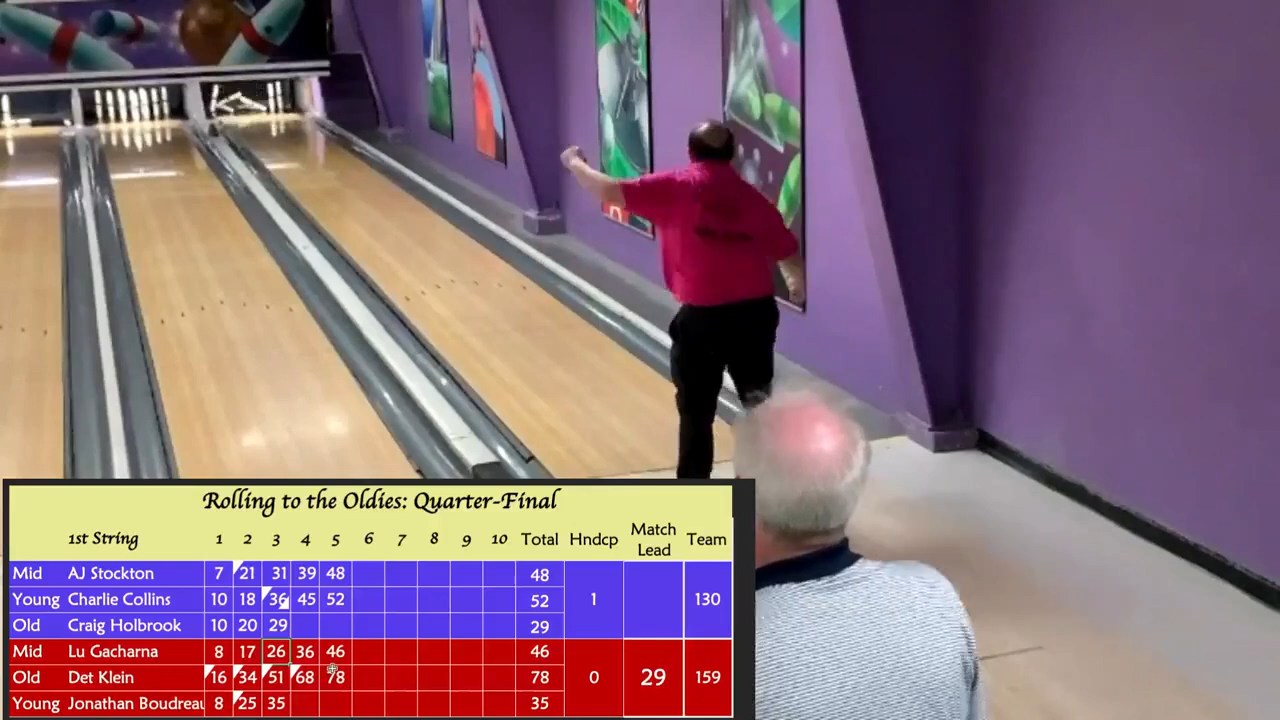 Rolling to the Oldies: Quarter-Final
1st String 1 2 3 4 5 6 7 8 9 10 Total Hndcp Match Lead Team
Mid AJ Stockton 7 21 31 39 48 48
Young Charlie Collins 10 18 36 45 52 52 1 130
Old Craig Holbrook 10 20 29 29
Mid Lu Gacharna 8 17 26 36 46 46
Old Det Klein 16 34 51 68 78 78 0 29 159
Young Jonathan Boudreau 8 25 35 35